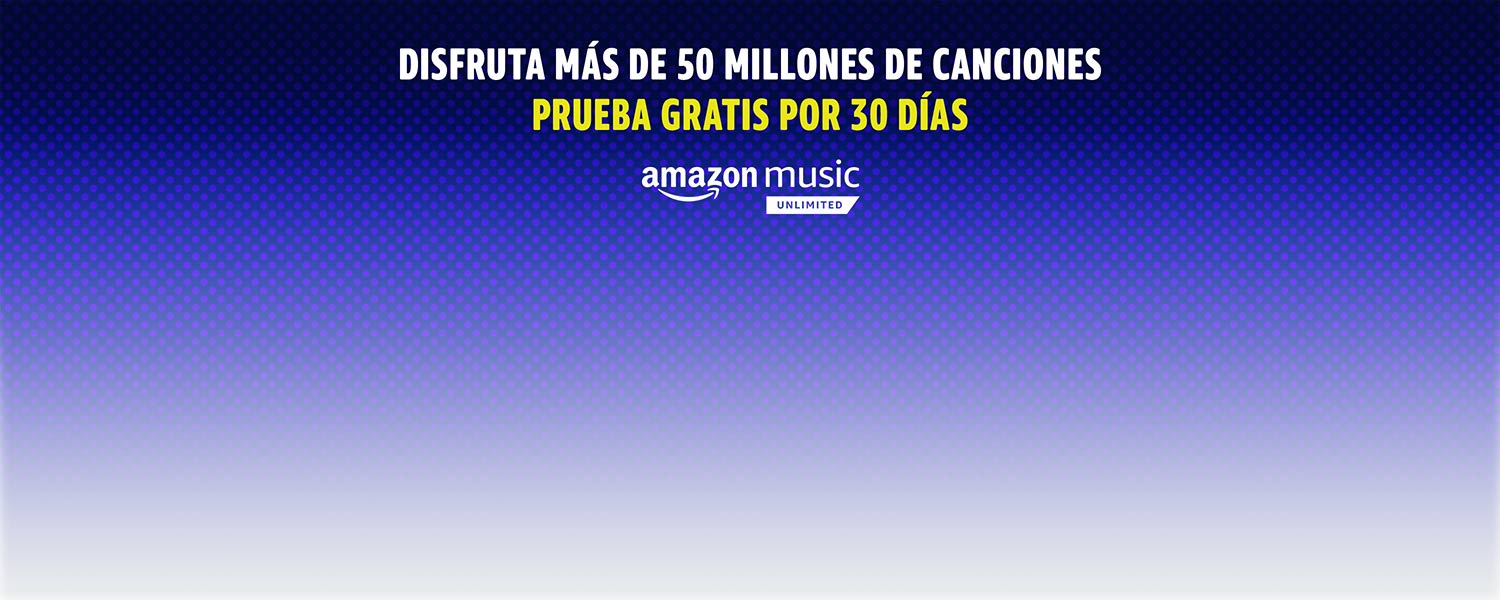 DISFRUTA MÁS DE 50 MILLONES DE CANCIONES
PRUEBA GRATIS POR 30 DÍAS
amazon music
UNLIMITED